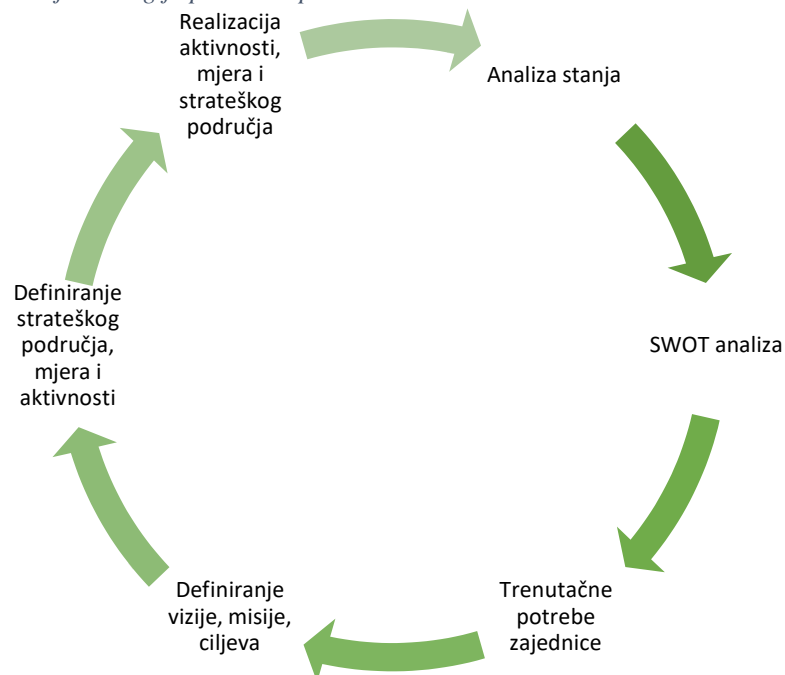 Realizacija
aktivnosti,
mjera i
strateškog
područja
Analiza stanja
SWOT analiza
Trenutačne
potrebe
zajednice
Definiranje
vizije, misije,
ciljeva
Definiranje
strateškog
područja,
mjera i
aktivnosti